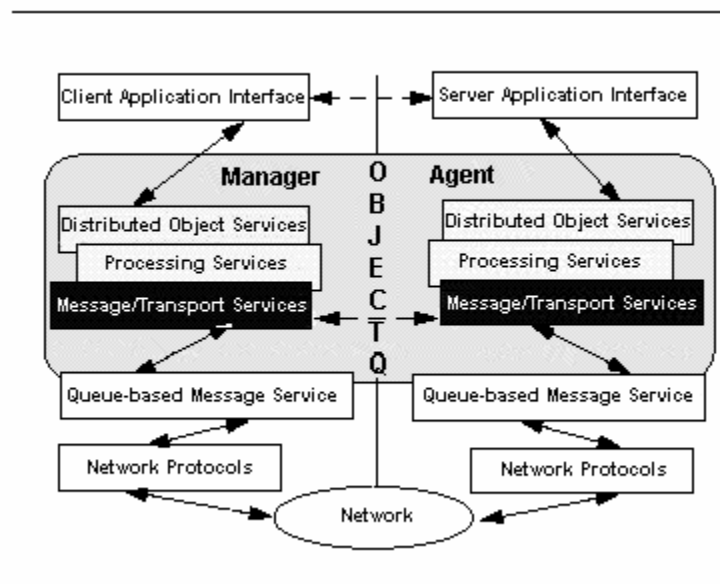 Client Application Interface
Server Application Interface
Manager
OBJECTQ
Agent
Distributed Object Services
Processing Services
Message/Transport Services
Distributed Object Services
Processing Services
Message/Transport Services
Queue-based Message Service
Queue-based Message Service
Network Protocols
Network Protocols
Network